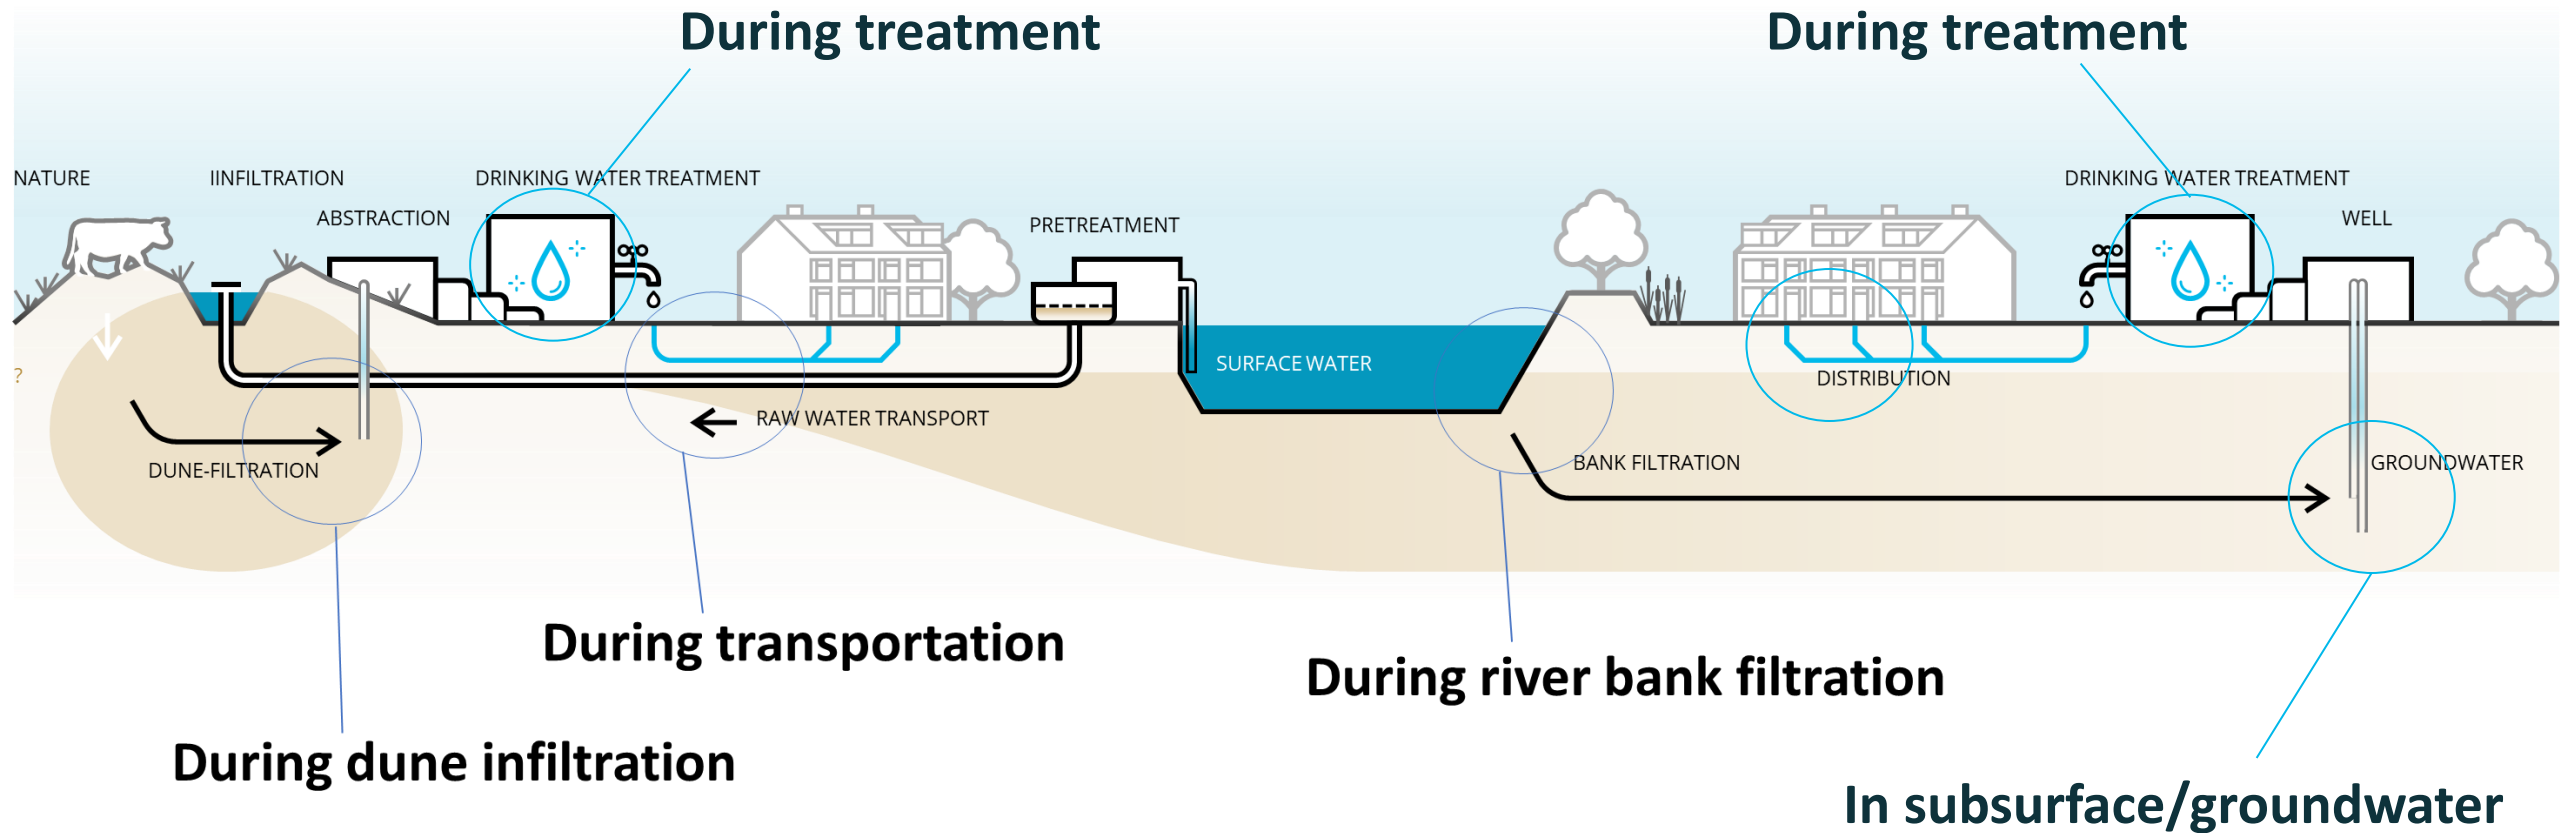 During treatment
During treatment
NATURE
IINFILTRATION
DRINKING WATER TREATMENT
DRINKING WATER TREATMENT
ABSTRACTION
PRETREATMENT
WELL
?
SURFACE WATER
DISTRIBUTION
RAW WATER TRANSPORT
DUNE-FILTRATION
BANK FILTRATION
GROUNDWATER
During transportation
During river bank filtration
During dune infiltration
In subsurface/groundwater